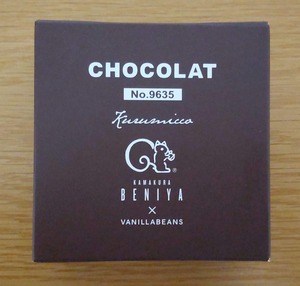 CHOCOLAT
No.9635
Kurumicco
®
KAMAKURA
BENIYA
×
VANILLABEANS